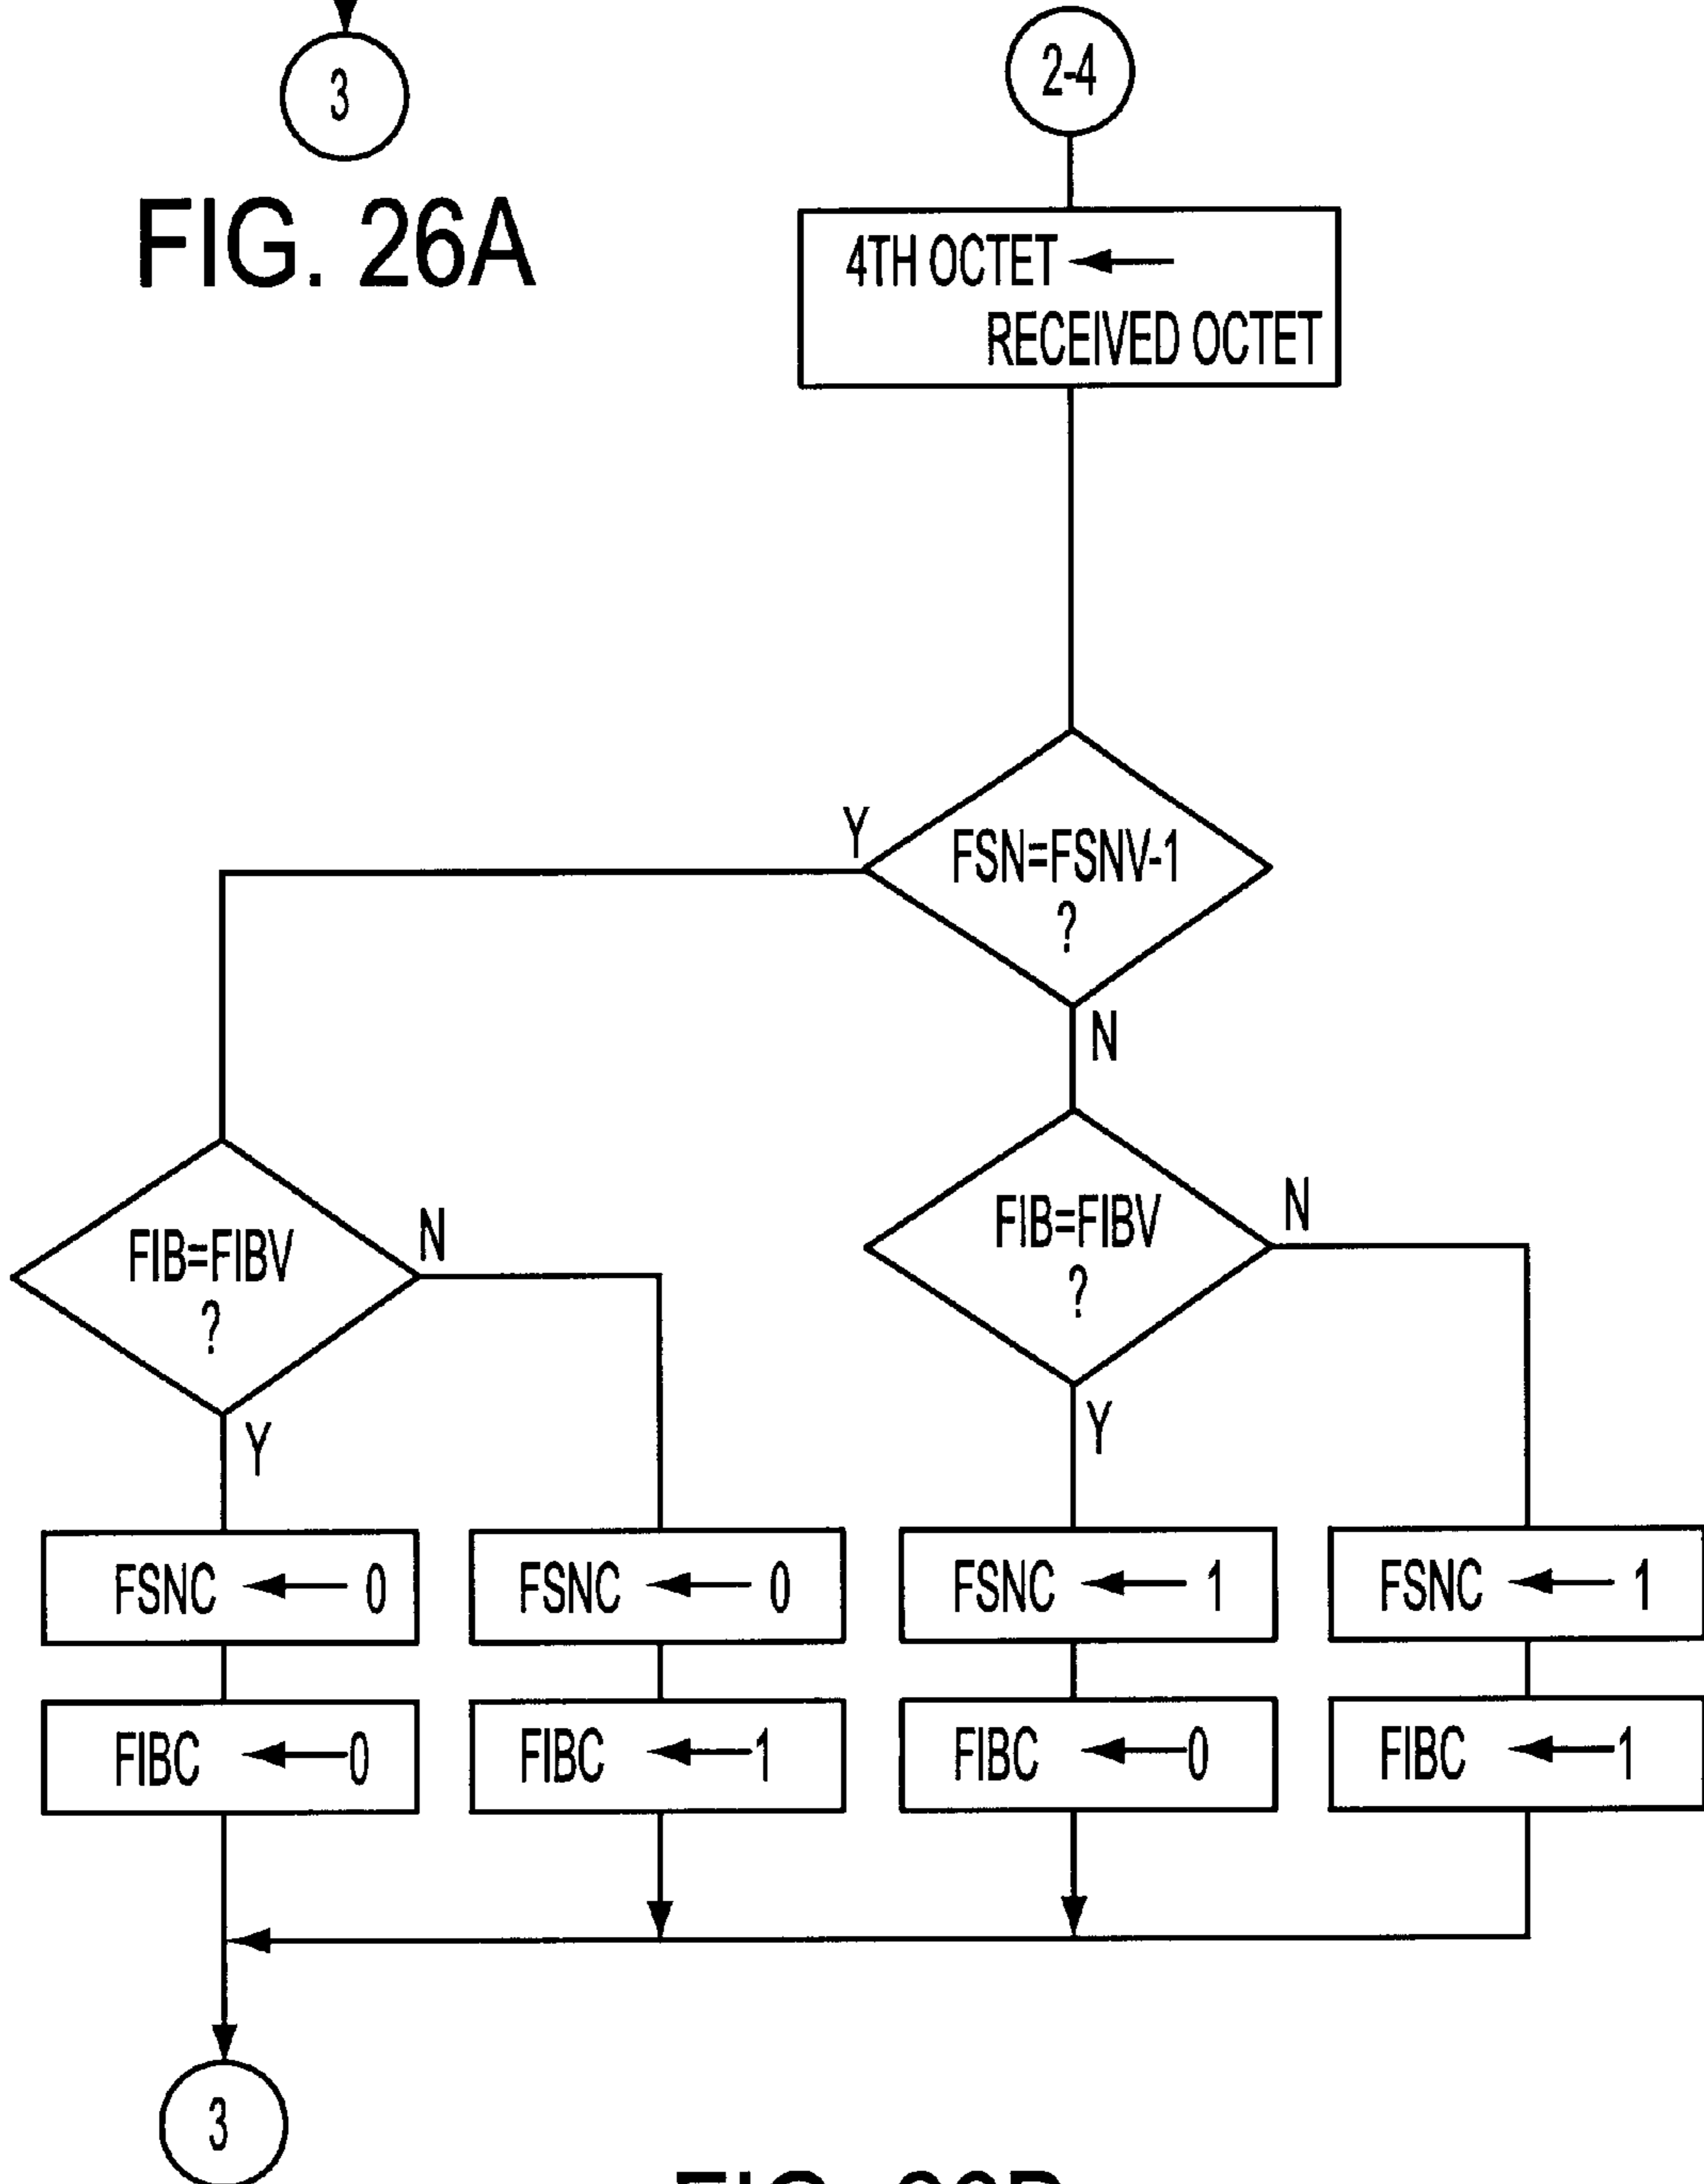 3
FIG. 26A
2-4
4TH OCTET ←
RECEIVED OCTET
FSN=FSNV-1
?
Y
N
FIB=FIBV
?
N
Y
FIB=FIBV
?
N
Y
FSNC ← 0
FSNC ← 0
FSNC ← 1
FSNC ← 1
FIBC ← 0
FIBC ← 1
FIBC ← 0
FIBC ← 1
3